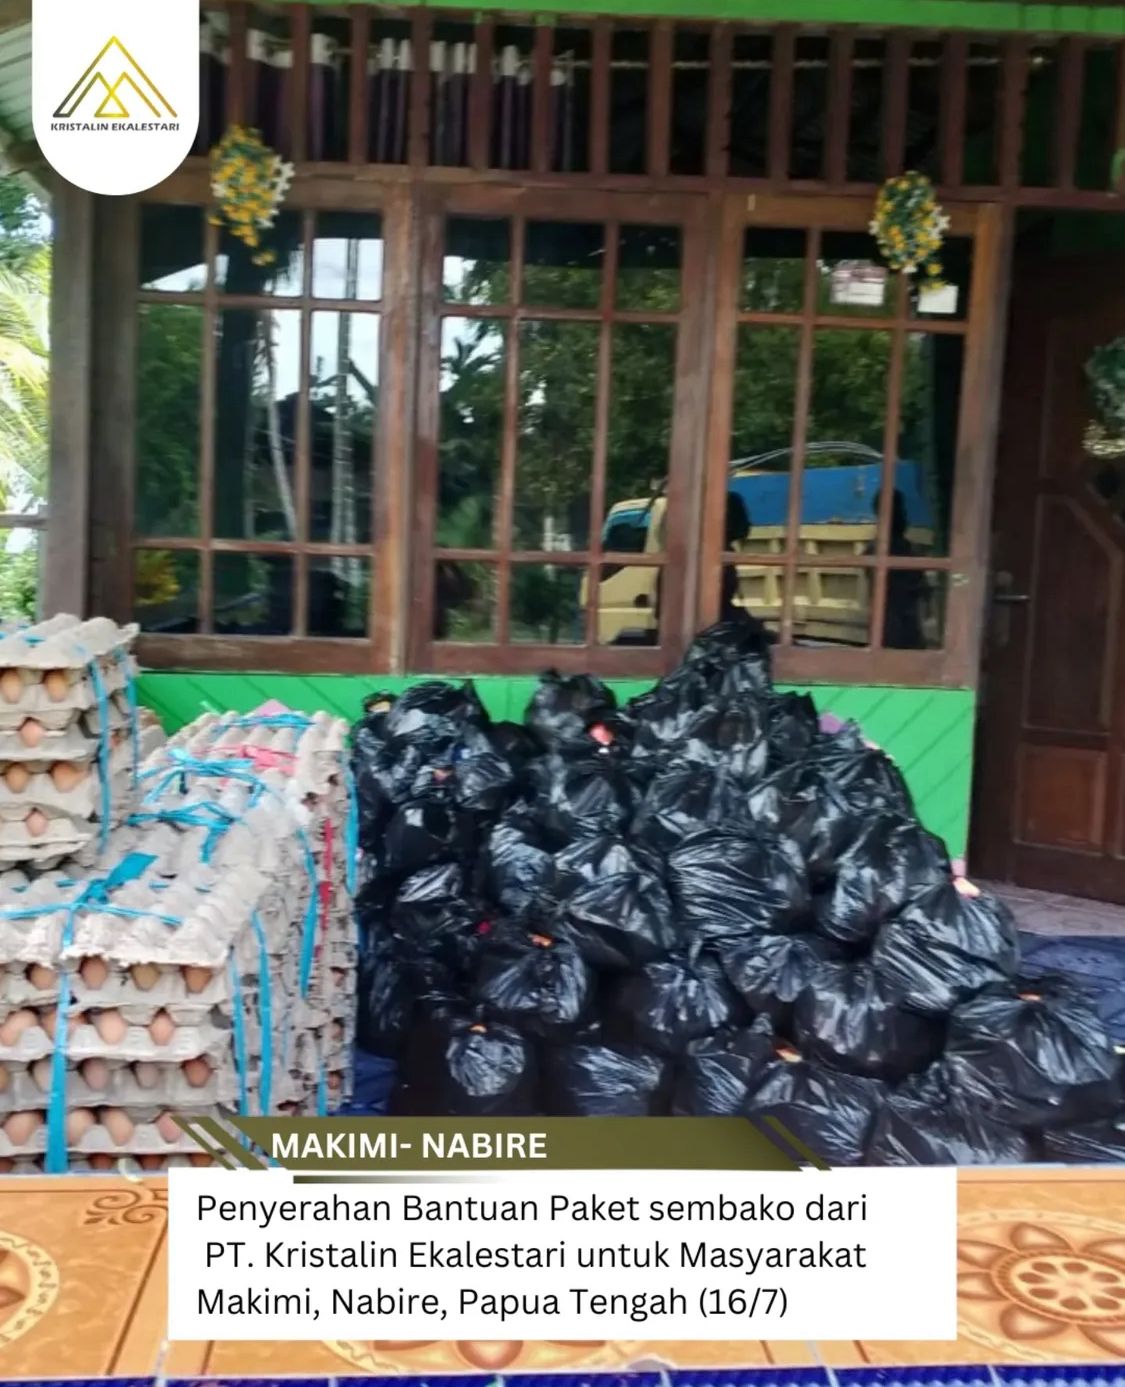 KRISTALIN EKALESTARI
MAKIMI- NABIRE
Penyerahan Bantuan Paket sembako dari
PT. Kristalin Ekalestari untuk Masyarakat
Makimi, Nabire, Papua Tengah (16/7)